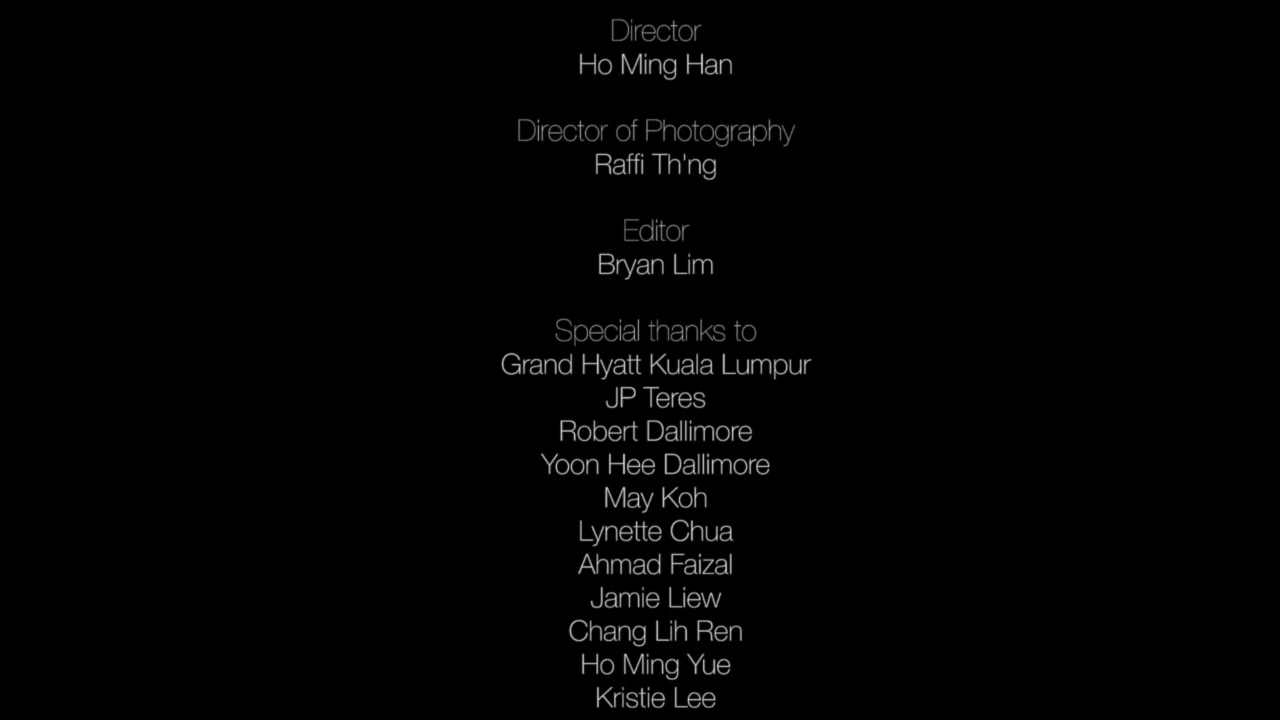 Director
Ho Ming Han
Director of Photography
Raffi Th'ng
Editor
Bryan Lim
Special thanks to
Grand Hyatt Kuala Lumpur
JP Teres
Robert Dallimore
Yoon Hee Dallimore
May Koh
Lynette Chua
Ahmad Faizal
Jamie Liew
Chang Lih Ren
Ho Ming Yue
Kristie Lee